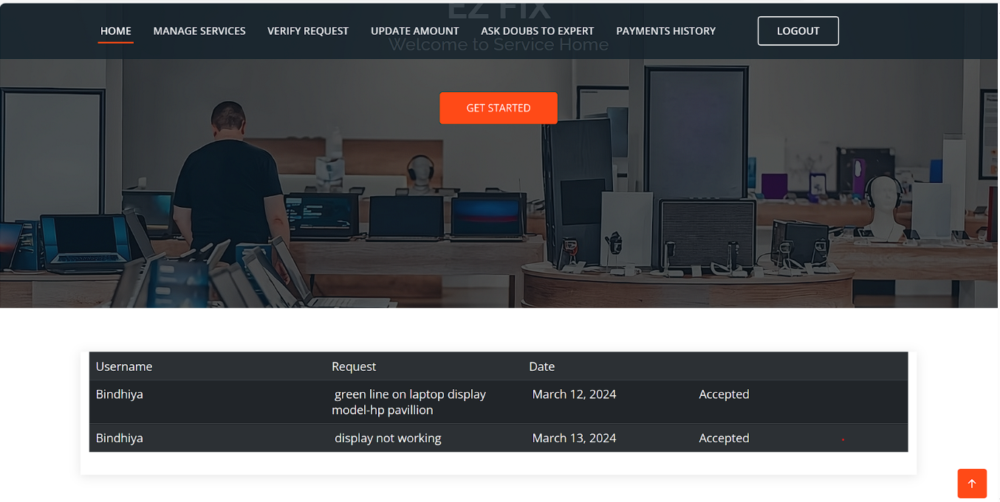 EZ FIX
HOME MANAGE SERVICES VERIFY REQUEST UPDATE AMOUNT ASK DOUBS TO EXPERT PAYMENTS HISTORY LOGOUT
Welcome to Service Home
GET STARTED
Username Request Date
Bindhiya green line on laptop display March 12, 2024 Accepted
model-hp pavillion
Bindhiya display not working March 13, 2024 Accepted